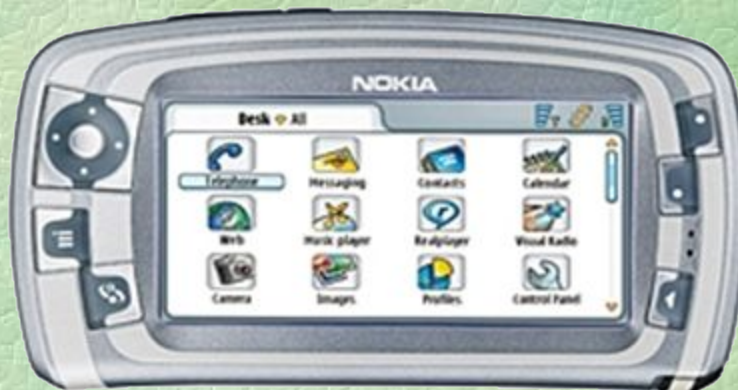 NOKIA
Desk All
Telephone Messaging Contacts Calendar
Web Music player Realplayer Visual Radio
Camera Images Profiles Control Panel